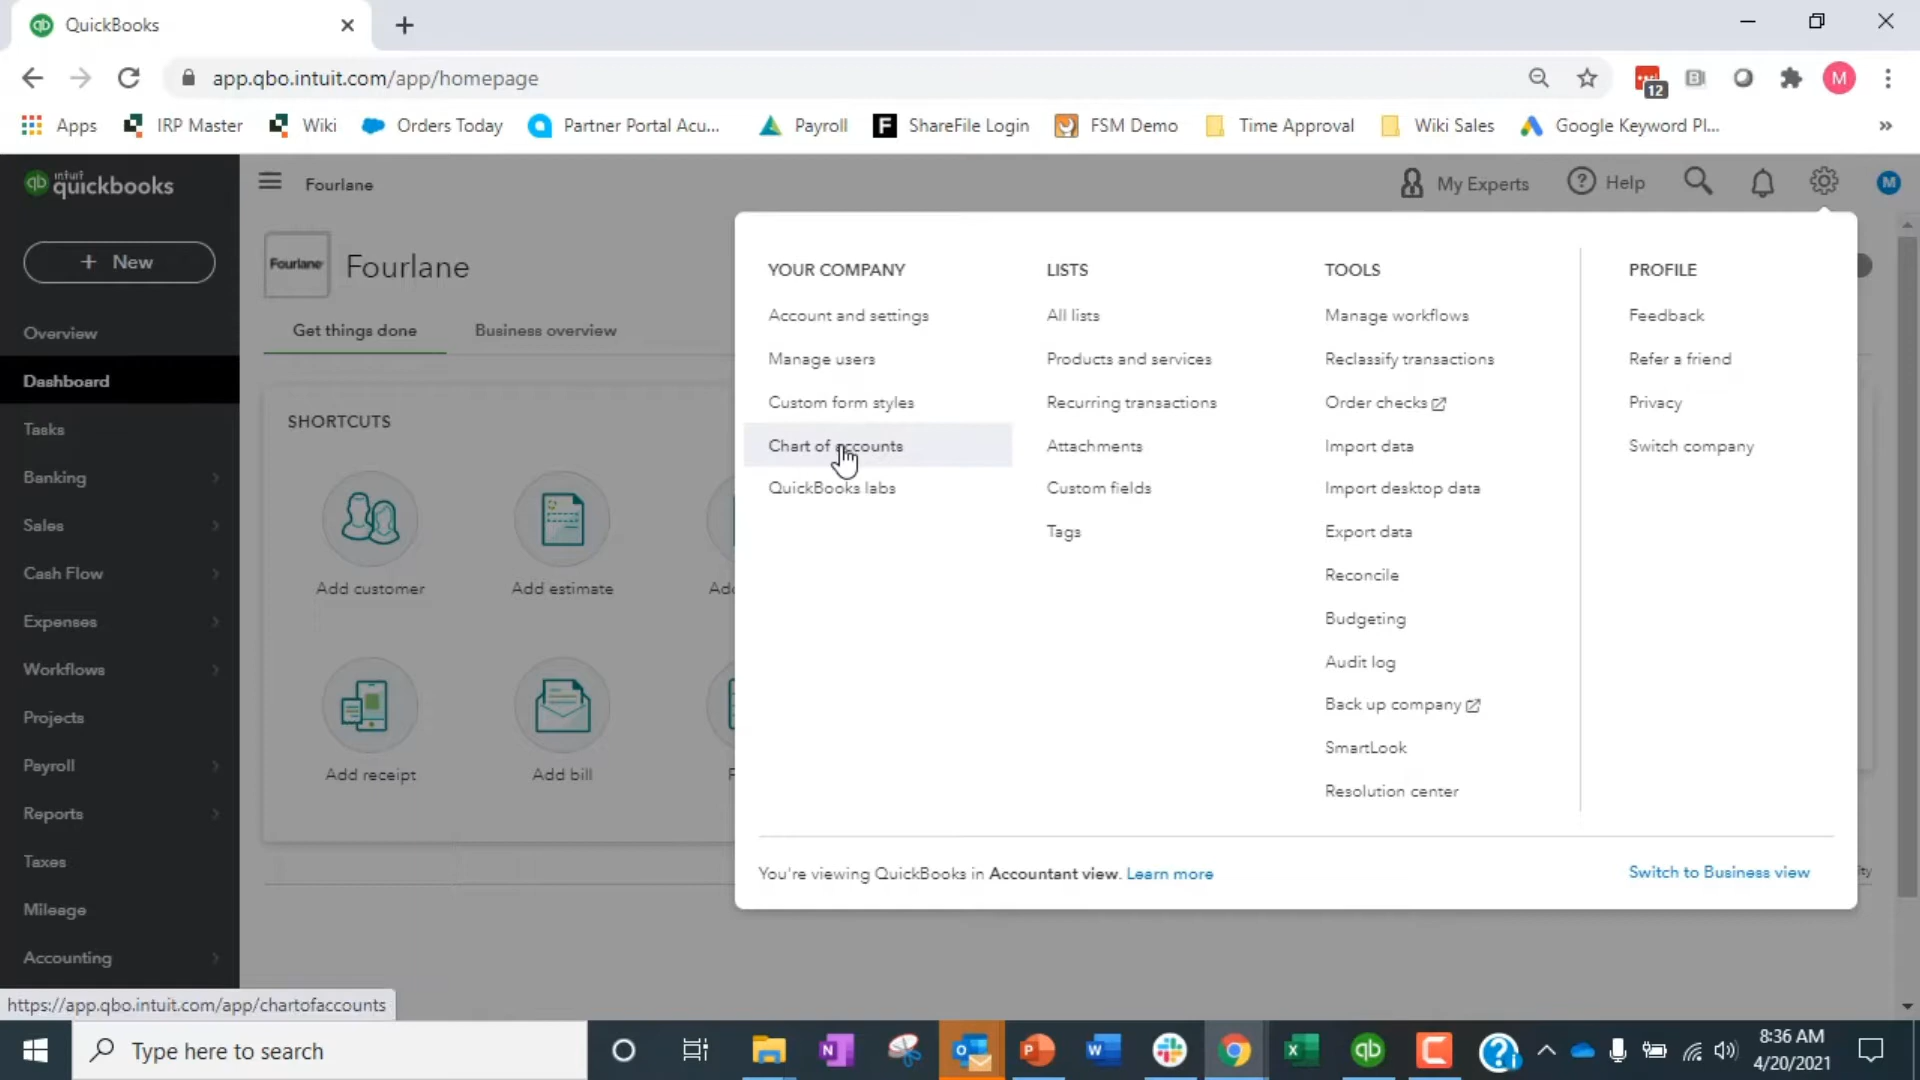 QuickBooks
app.qbo.intuit.com/app/homepage
12
M
Apps
IRP Master
Wiki
Orders Today
Partner Portal Acu...
Payroll
F
ShareFile Login
FSM Demo
Time Approval
Wiki Sales
Google Keyword Pl...
»
qb
intuit
quickbooks
+ New
Overview
Dashboard
Tasks
Banking
Sales
Cash Flow
Expenses
Workflows
Projects
Payroll
Reports
Taxes
Mileage
Accounting
Fourlane
My Experts
Help
M
Fourlane
Fourlane
Get things done
Business overview
SHORTCUTS
Add customer
Add estimate
Add receipt
Add bill
YOUR COMPANY
Account and settings
Manage users
Custom form styles
Chart of accounts
QuickBooks labs
LISTS
All lists
Products and services
Recurring transactions
Attachments
Custom fields
Tags
TOOLS
Manage workflows
Reclassify transactions
Order checks
Import data
Import desktop data
Export data
Reconcile
Budgeting
Audit log
Back up company
SmartLook
Resolution center
PROFILE
Feedback
Refer a friend
Privacy
Switch company
You're viewing QuickBooks in Accountant view. Learn more
Switch to Business view
ty
https://app.qbo.intuit.com/app/chartofaccounts
Type here to search
8:36 AM
4/20/2021